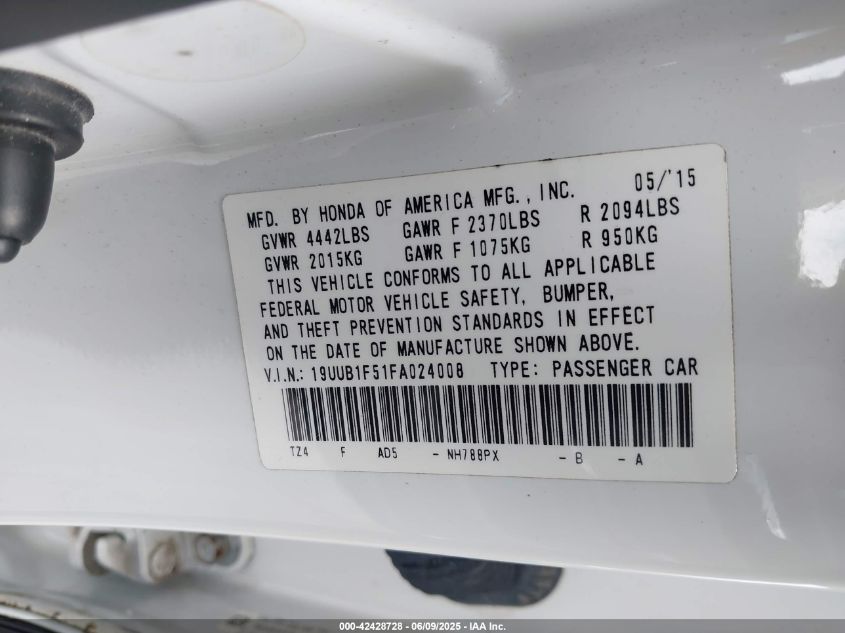 MFD. BY HONDA OF AMERICA MFG., INC. 05/'15
GVWR 4442LBS GAWR F 2370LBS R 2094LBS
GVWR 2015KG GAWR F 1075KG R 950KG
THIS VEHICLE CONFORMS TO ALL APPLICABLE
FEDERAL MOTOR VEHICLE SAFETY, BUMPER,
AND THEFT PREVENTION STANDARDS IN EFFECT
ON THE DATE OF MANUFACTURE SHOWN ABOVE.
V.I.N.: 19UUB1F51FA024008 TYPE: PASSENGER CAR
TZ4 F AD5 - NH788PX - B - A
000-42428728 - 06/09/2025 - IAA Inc.